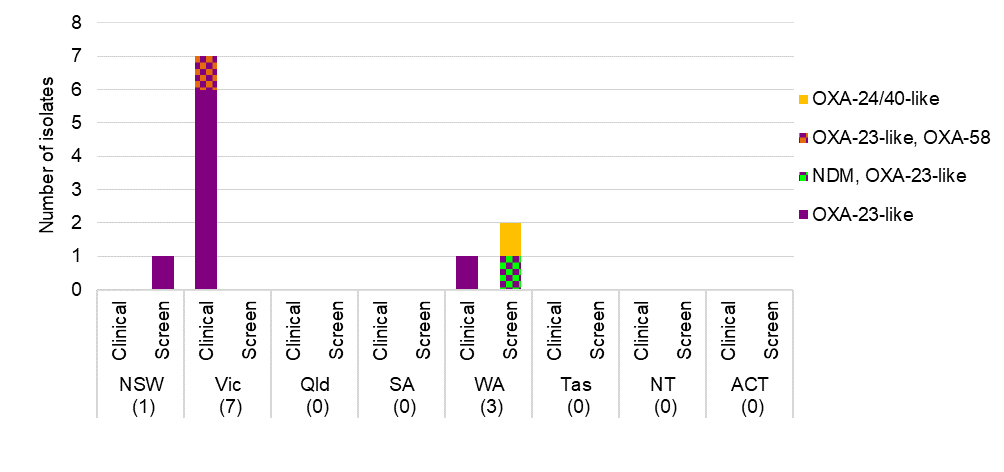 8
7
6
5
4
3
2
1
0
Number of isolates
OXA-24/40-like
OXA-23-like, OXA-58
NDM, OXA-23-like
OXA-23-like
Clinical
Screen
Clinical
Screen
Clinical
Screen
Clinical
Screen
Clinical
Screen
Clinical
Screen
Clinical
Screen
Clinical
Screen
NSW
(1)
Vic
(7)
Qld
(0)
SA
(0)
WA
(3)
Tas
(0)
NT
(0)
ACT
(0)